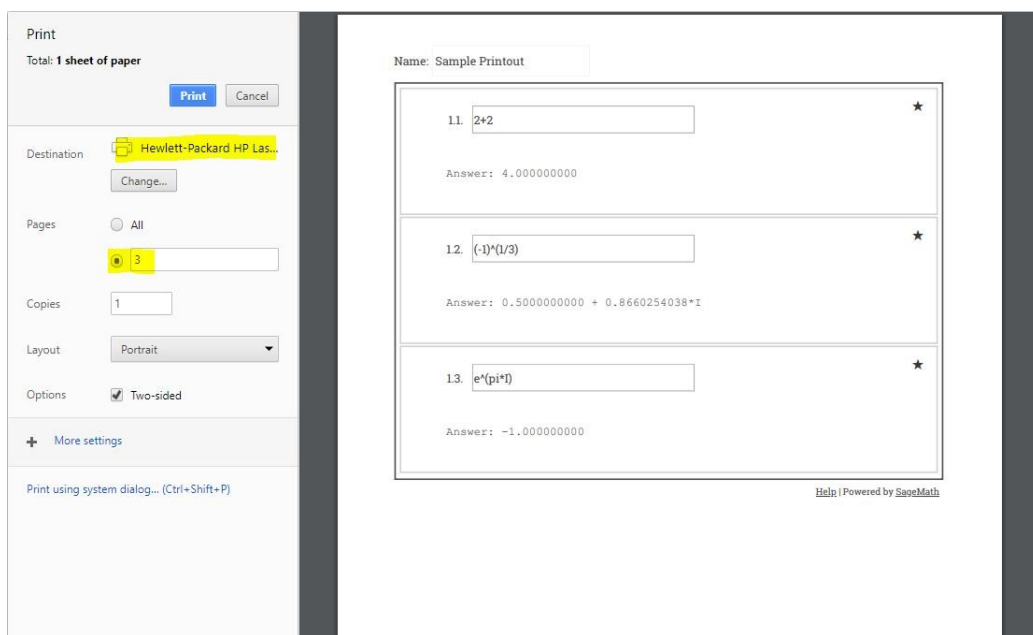 Print
Total: 1 sheet of paper
Print Cancel
Destination Hewlett-Packard HP Las...
Change...
Pages All
3
Copies 1
Layout Portrait
Options Two-sided
More settings
Print using system dialog... (Ctrl+Shift+P)
Name: Sample Printout
1.1. 2+2
Answer: 4.000000000
1.2. (-1)^(1/3)
Answer: 0.5000000000 + 0.8660254038*I
1.3. e^(pi*I)
Answer: -1.000000000
Help | Powered by SageMath